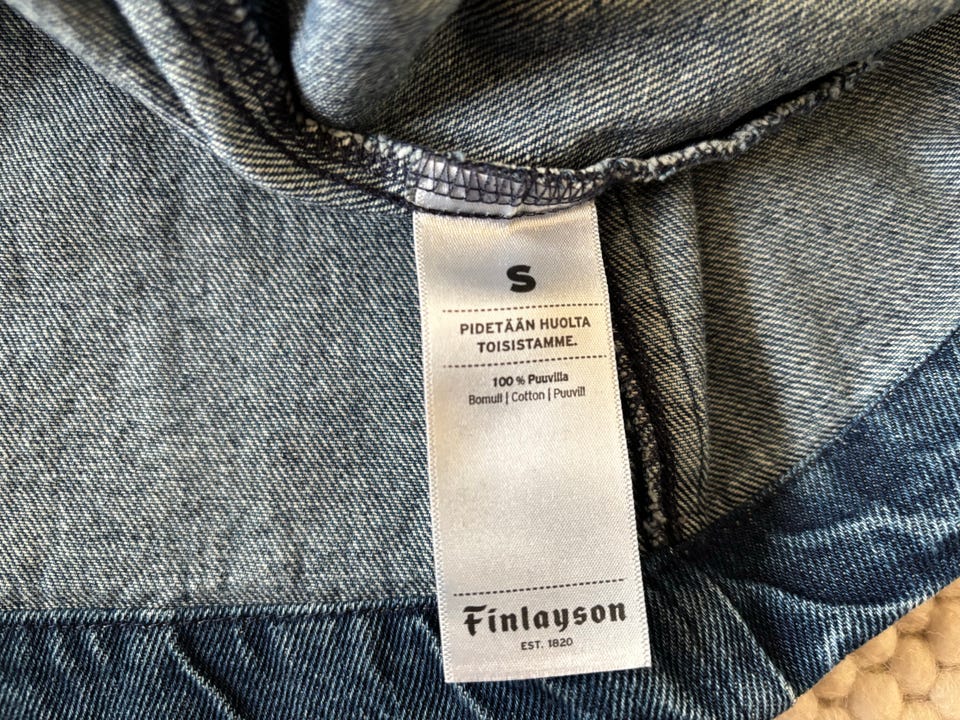 S
PIDETÄÄN HUOLTA
TOISISTAMME.
100 % Puuvilla
Bomull | Cotton | Puuvill
Finlayson
EST. 1820